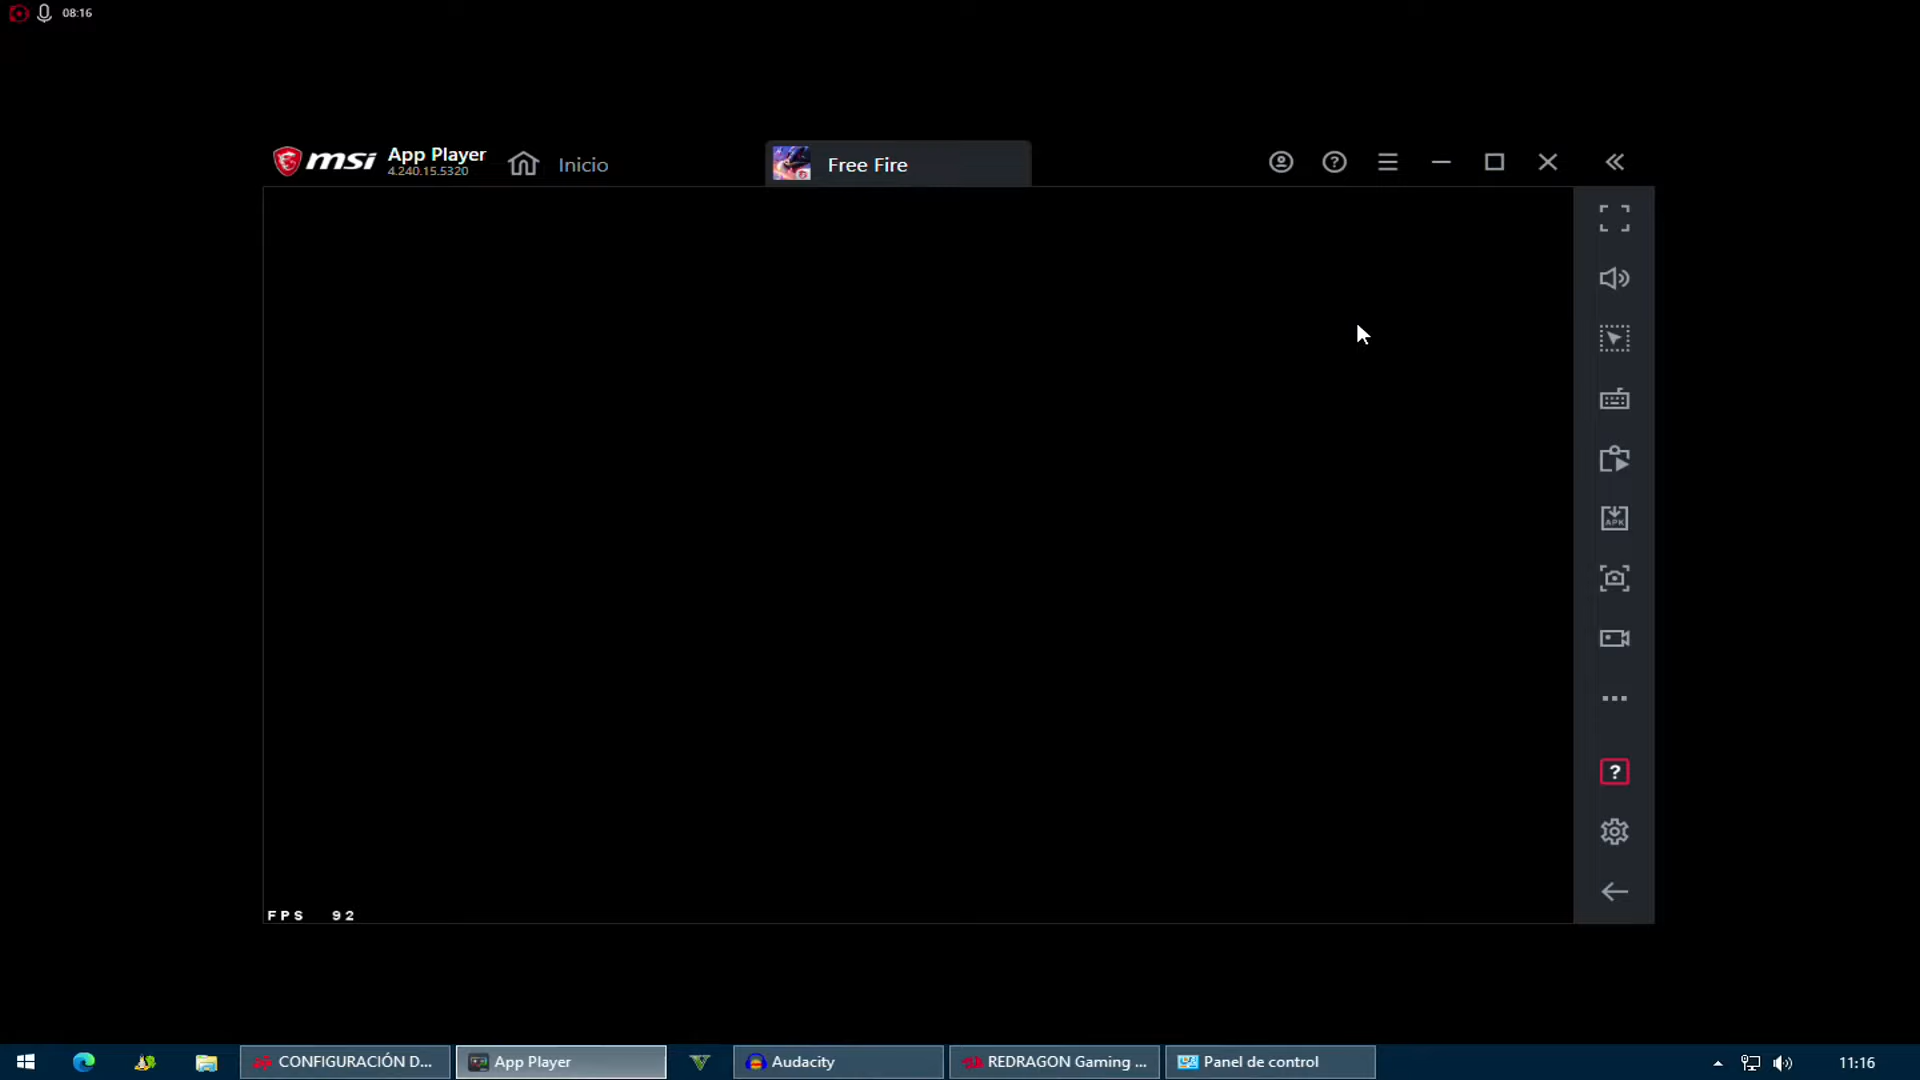 08:16
msi App Player
4.240.15.5320
Inicio
Free Fire
APK
?
FPS 92
CONFIGURACIÓN D...
App Player
Audacity
REDRAGON Gaming ...
Panel de control
11:16